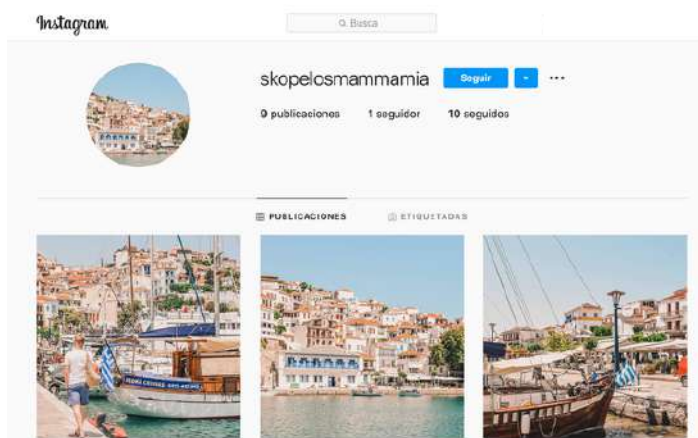 Instagram
Busca
skopelosmammamia Seguir
9 publicaciones 1 seguidor 10 seguidos
PUBLICACIONES ETIQUETADAS